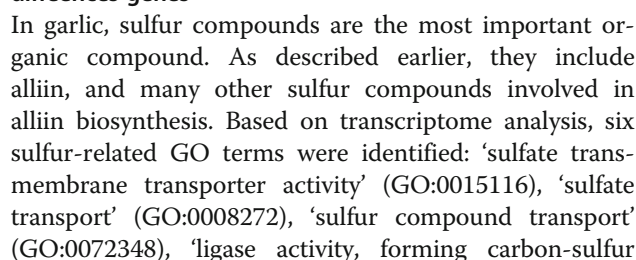 In garlic, sulfur compounds are the most important or-
ganic compound. As described earlier, they include
alliin, and many other sulfur compounds involved in
alliin biosynthesis. Based on transcriptome analysis, six
sulfur-related GO terms were identified: ‘sulfate trans-
membrane transporter activity’ (GO:0015116), ‘sulfate
transport’ (GO:0008272), ‘sulfur compound transport’
(GO:0072348), ‘ligase activity, forming carbon-sulfur